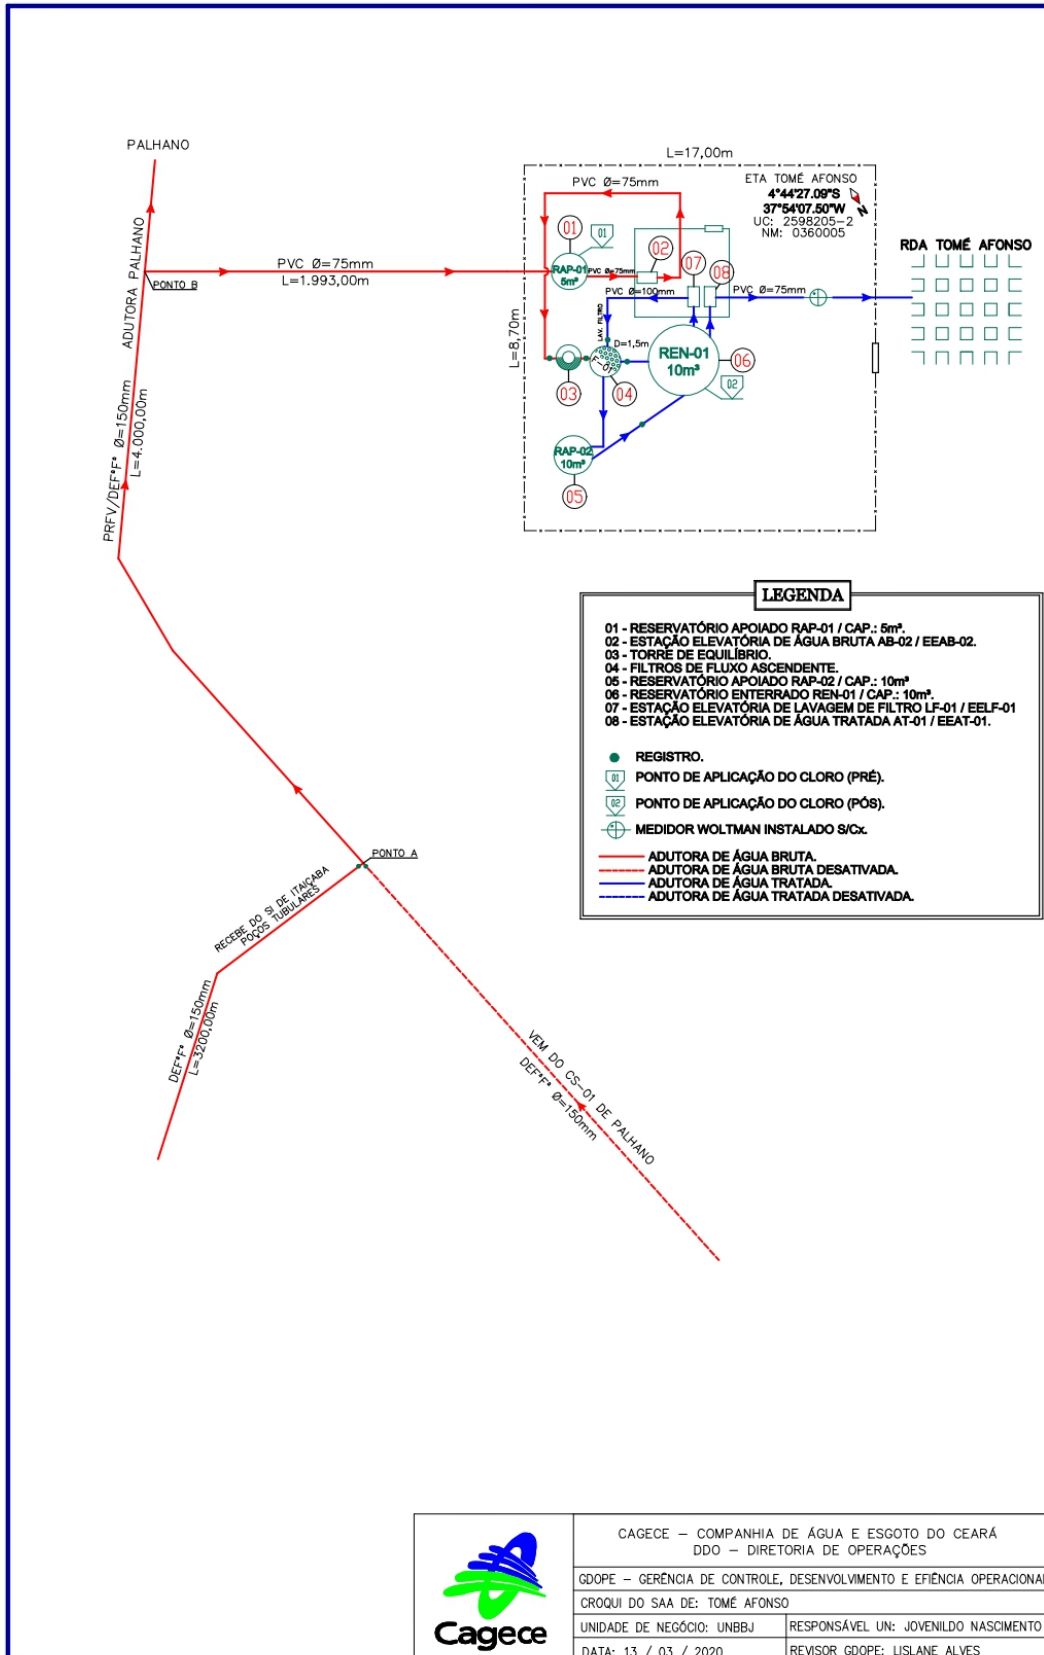 PALHANO
ADUTORA PALHANO
PONTO B
PVC Ø=75mm
L=1.993,00m
PRFV/DEFºFº Ø=150mm
L=4.000,00m
L=17,00m
L=8,70m
ETA TOMÉ AFONSO
4°44'27.09"S
37°54'07.50"W
UC: 2598205-2
NM: 0360005
N
PVC Ø=75mm
01
01
RAP-01
5m³
PVC Ø=75mm
02
07
08
PVC Ø=100mm
PVC Ø=75mm
LAV. FILTRO
D=1,5m
F-01
REN-01
10m³
06
02
03
04
RAP-02
10m³
05
RDA TOMÉ AFONSO
LEGENDA
01 - RESERVATÓRIO APOIADO RAP-01 / CAP.: 5m³.
02 - ESTAÇÃO ELEVATÓRIA DE ÁGUA BRUTA AB-02 / EEAB-02.
03 - TORRE DE EQUILÍBRIO.
04 - FILTROS DE FLUXO ASCENDENTE.
05 - RESERVATÓRIO APOIADO RAP-02 / CAP.: 10m³
06 - RESERVATÓRIO ENTERRADO REN-01 / CAP.: 10m³.
07 - ESTAÇÃO ELEVATÓRIA DE LAVAGEM DE FILTRO LF-01 / EELF-01
08 - ESTAÇÃO ELEVATÓRIA DE ÁGUA TRATADA AT-01 / EEAT-01.
REGISTRO.
01 PONTO DE APLICAÇÃO DO CLORO (PRÉ).
02 PONTO DE APLICAÇÃO DO CLORO (PÓS).
MEDIDOR WOLTMAN INSTALADO S/Cx.
ADUTORA DE ÁGUA BRUTA.
ADUTORA DE ÁGUA BRUTA DESATIVADA.
ADUTORA DE ÁGUA TRATADA.
ADUTORA DE ÁGUA TRATADA DESATIVADA.
PONTO A
RECEBE DO SI DE ITAIÇABA
POÇOS TUBULARES
DEFºFº Ø=150mm
L=3200,00m
VEM DO CS-01 DE PALHANO
DEFºFº Ø=150mm
Cagece
CAGECE – COMPANHIA DE ÁGUA E ESGOTO DO CEARÁ
DDO – DIRETORIA DE OPERAÇÕES
GDOPE – GERÊNCIA DE CONTROLE, DESENVOLVIMENTO E EFIÊNCIA OPERACIONAL
CROQUI DO SAA DE: TOMÉ AFONSO
UNIDADE DE NEGÓCIO: UNBBJ
RESPONSÁVEL UN: JOVENILDO NASCIMENTO
DATA: 13 / 03 / 2020
REVISOR GDOPE: LISLANE ALVES